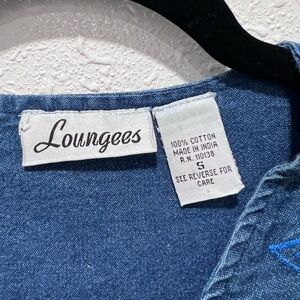 Loungees
100% COTTON
MADE IN INDIA
R.N. 110138
S
SEE REVERSE FOR
CARE